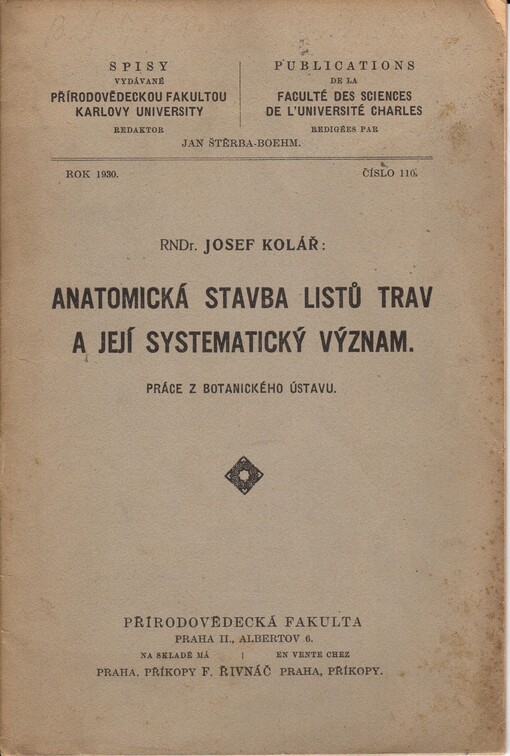 SPISY
VYDÁVANÉ
PŘÍRODOVĚDECKOU FAKULTOU
KARLOVY UNIVERSITY
REDAKTOR
PUBLICATIONS
DE LA
FACULTÉ DES SCIENCES
DE L'UNIVERSITÉ CHARLES
REDIGÉES PAR
JAN ŠTĚRBA-BOEHM.
ROK 1930. ČÍSLO 110.
RNDr. JOSEF KOLÁŘ:
ANATOMICKÁ STAVBA LISTŮ TRAV
A JEJÍ SYSTEMATICKÝ VÝZNAM.
PRÁCE Z BOTANICKÉHO ÚSTAVU.
PŘÍRODOVĚDECKÁ FAKULTA
PRAHA II., ALBERTOV 6.
NA SKLADĚ MÁ | EN VENTE CHEZ
PRAHA, PŘÍKOPY F. ŘIVNÁČ PRAHA, PŘÍKOPY.